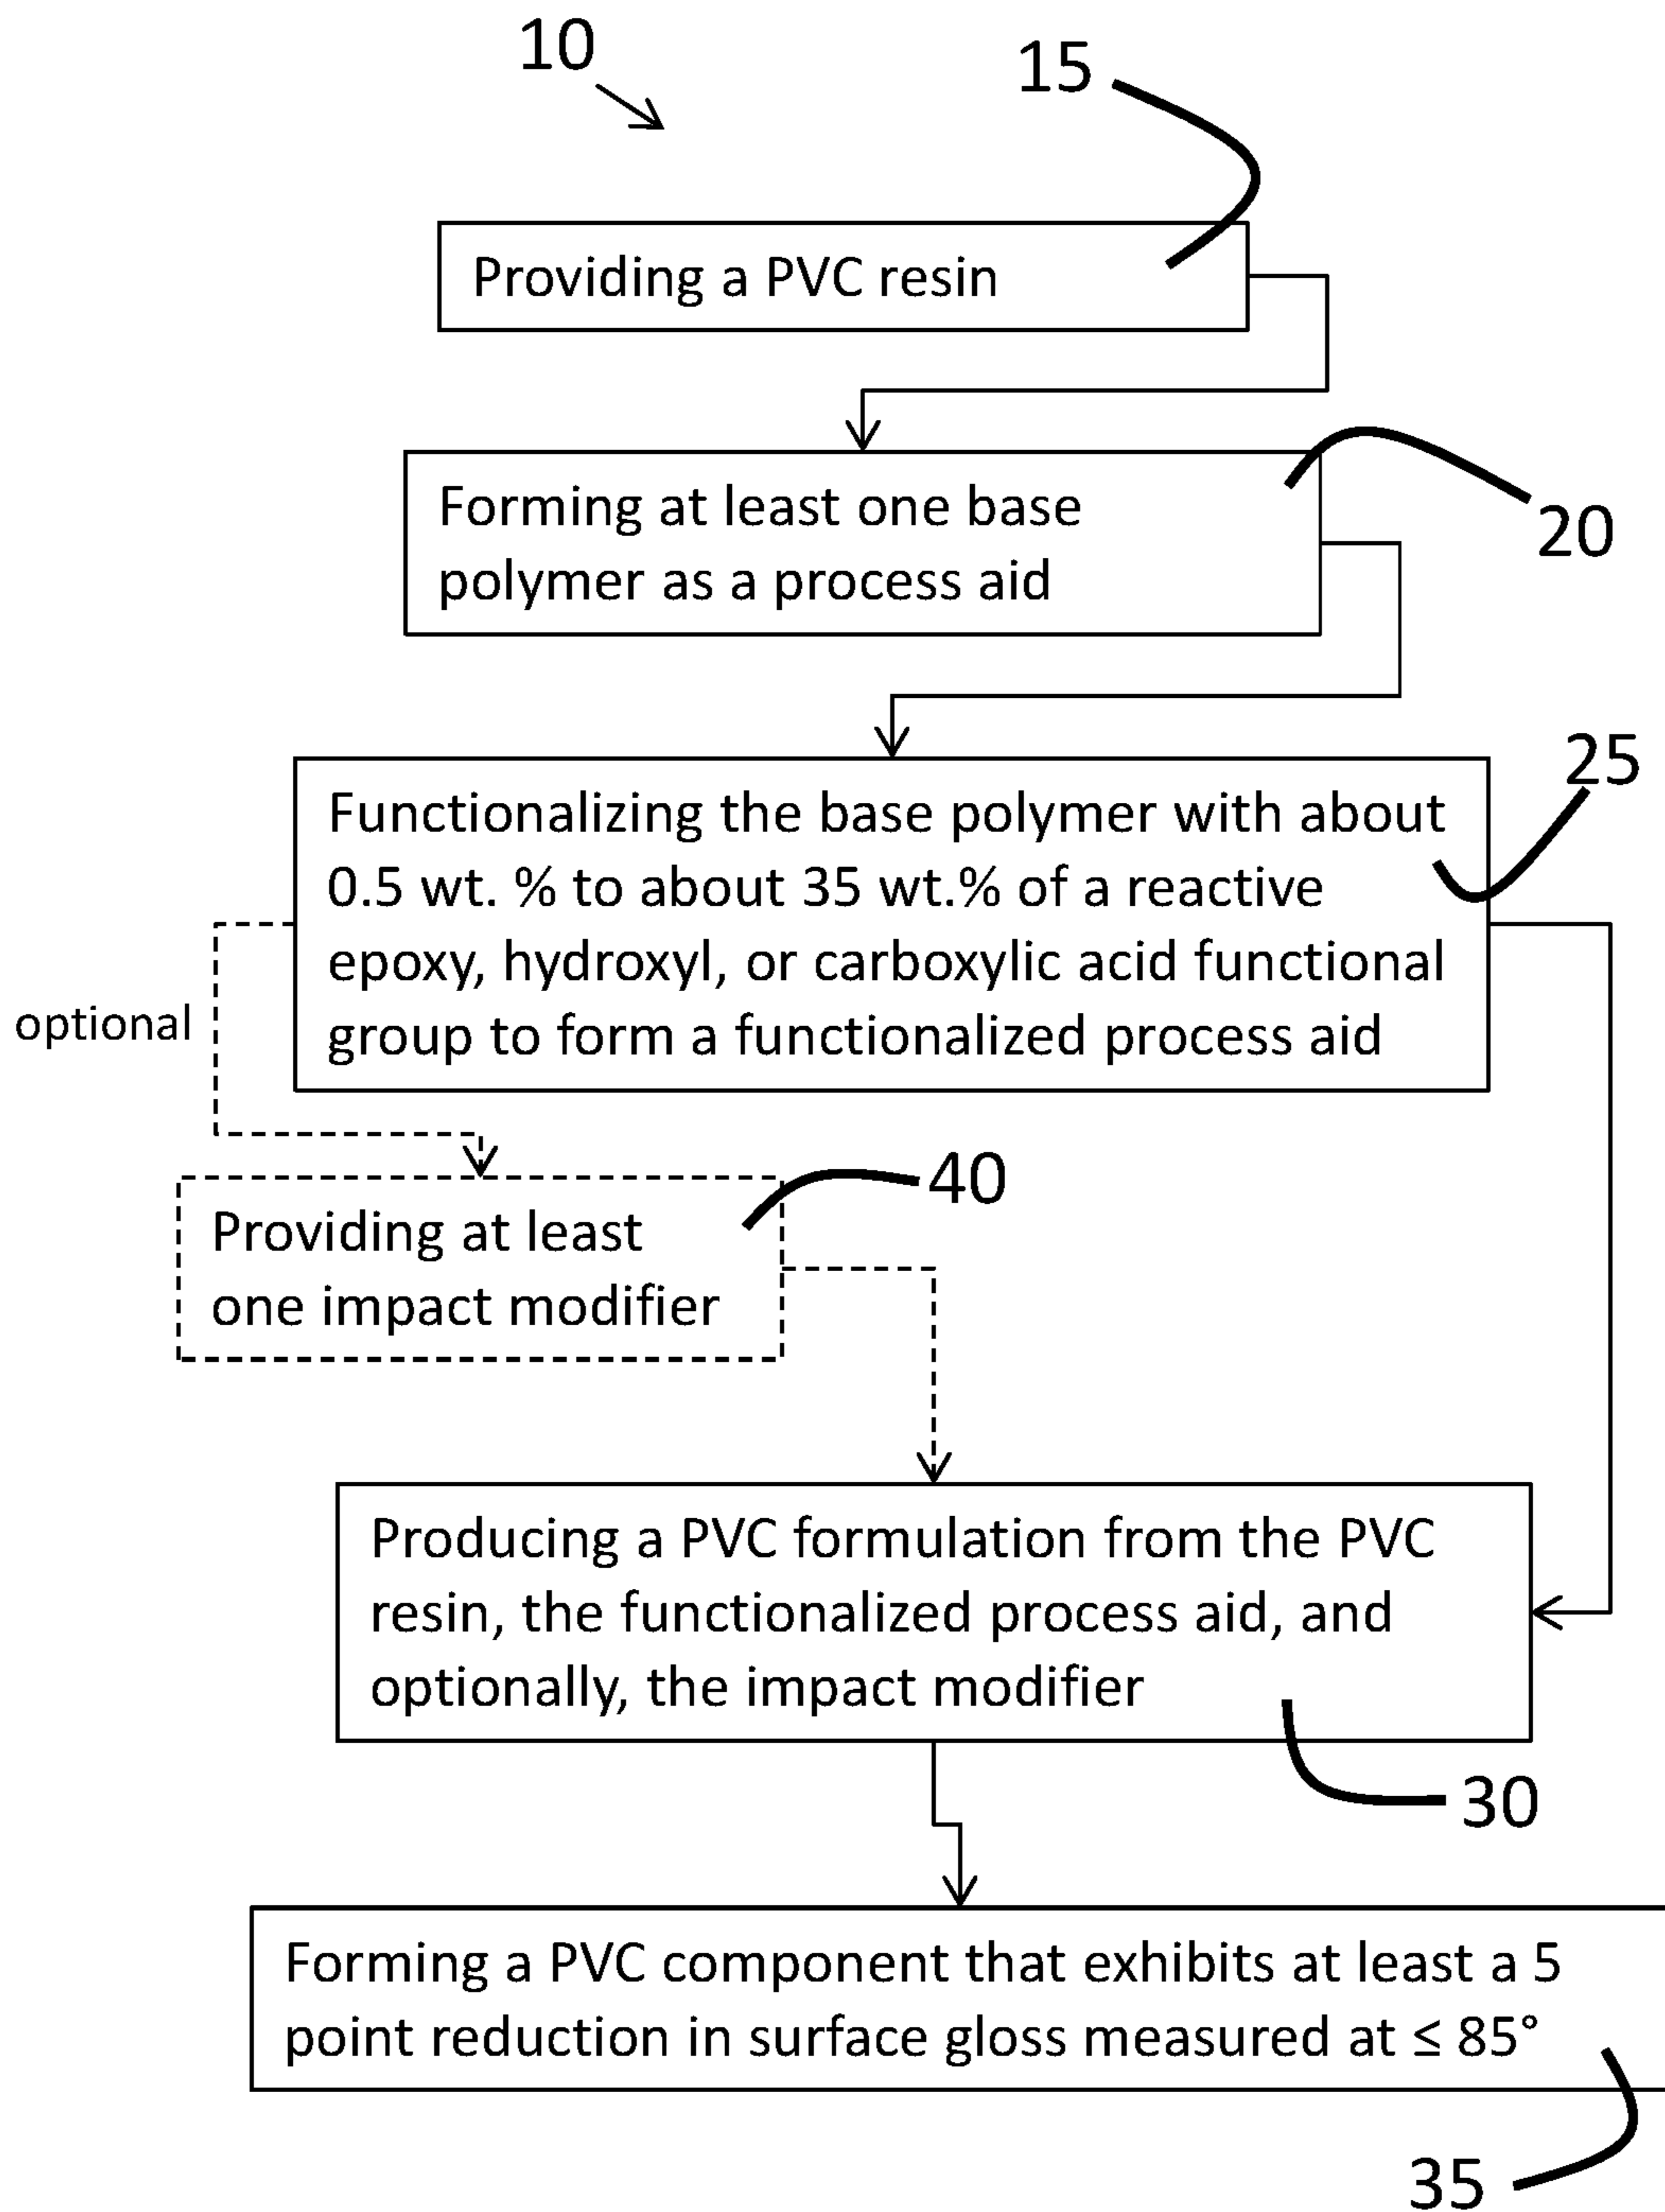 10
15
Providing a PVC resin
Forming at least one base
polymer as a process aid
20
25
Functionalizing the base polymer with about
0.5 wt. % to about 35 wt.% of a reactive
epoxy, hydroxyl, or carboxylic acid functional
group to form a functionalized process aid
optional
40
Providing at least
one impact modifier
Producing a PVC formulation from the PVC
resin, the functionalized process aid, and
optionally, the impact modifier
30
Forming a PVC component that exhibits at least a 5
point reduction in surface gloss measured at ≤ 85°
35